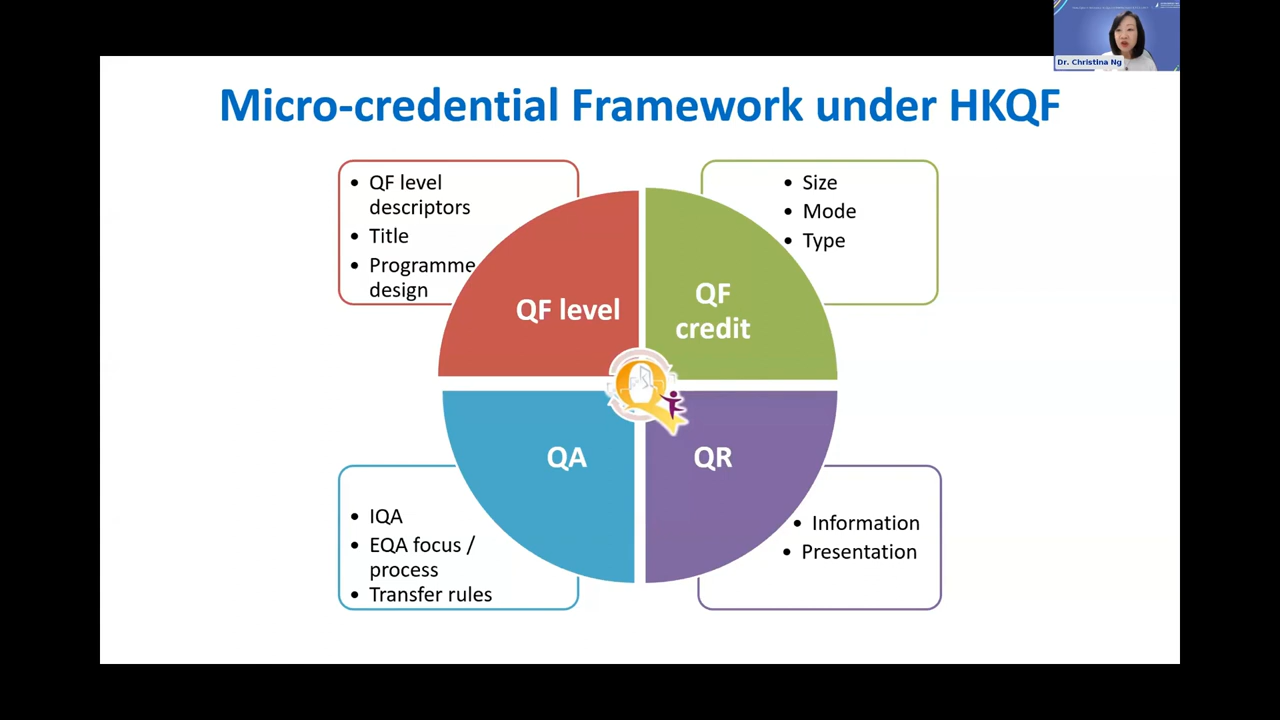 Dr. Christina Ng
Micro-credential Framework under HKQF
• QF level
descriptors
• Title
• Programme
design
• Size
• Mode
• Type
QF level
QF
credit
QA
QR
• IQA
• EQA focus /
process
• Transfer rules
• Information
• Presentation